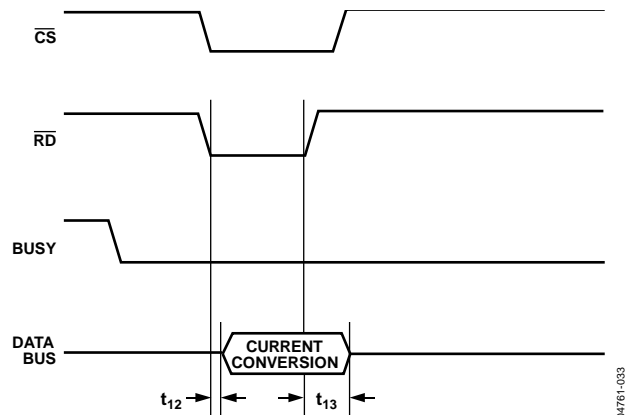 CS
RD
BUSY
DATA
BUS
CURRENT
CONVERSION
t12
t13
04761-033